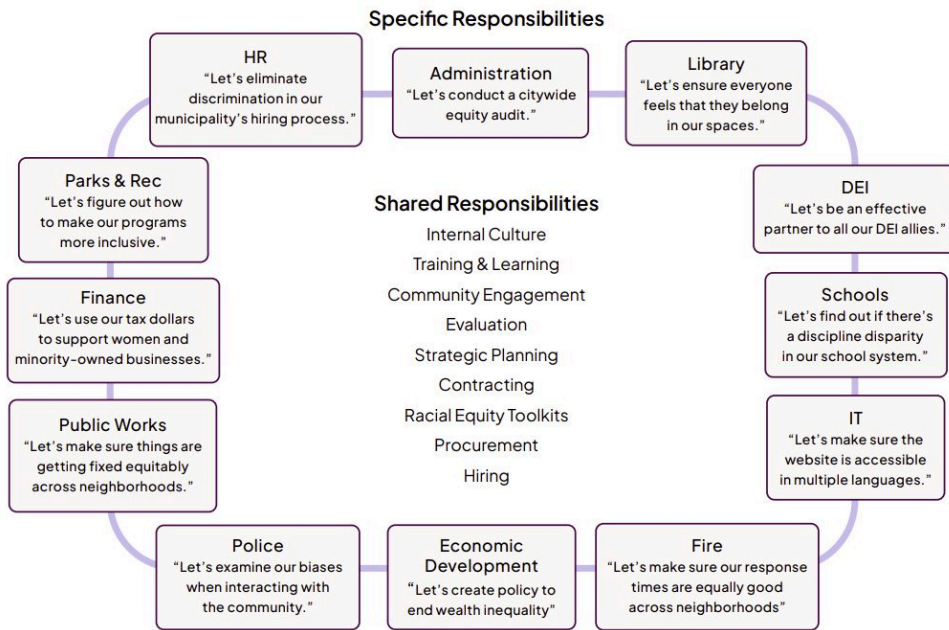 Specific Responsibilities
HR
“Let’s eliminate
discrimination in our
municipality’s hiring process.”
Administration
“Let’s conduct a citywide
equity audit.”
Library
“Let’s ensure everyone
feels that they belong
in our spaces.”
DEI
“Let’s be an effective
partner to all our DEI allies.”
Schools
“Let’s find out if there’s
a discipline disparity
in our school system.”
IT
“Let’s make sure the
website is accessible
in multiple languages.”
Fire
“Let’s make sure our response
times are equally good
across neighborhoods”
Economic
Development
“Let’s create policy to
end wealth inequality”
Police
“Let’s examine our biases
when interacting with
the community.”
Public Works
“Let’s make sure things are
getting fixed equitably
across neighborhoods.”
Finance
“Let’s use our tax dollars
to support women and
minority-owned businesses.”
Parks & Rec
“Let’s figure out how
to make our programs
more inclusive.”
Shared Responsibilities
Internal Culture
Training & Learning
Community Engagement
Evaluation
Strategic Planning
Contracting
Racial Equity Toolkits
Procurement
Hiring